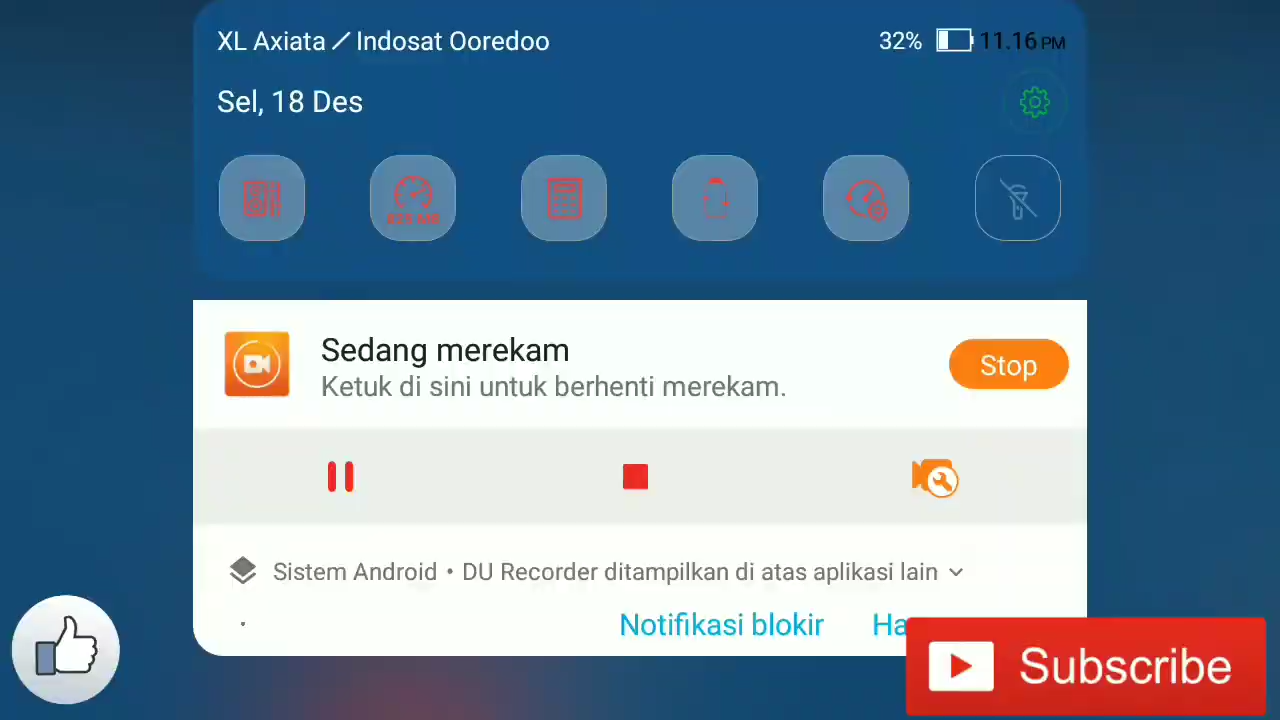 XL Axiata / Indosat Ooredoo
32%
11.16 PM
Sel, 18 Des
Sedang merekam
Ketuk di sini untuk berhenti merekam.
Stop
Sistem Android • DU Recorder ditampilkan di atas aplikasi lain
Notifikasi blokir
Subscribe